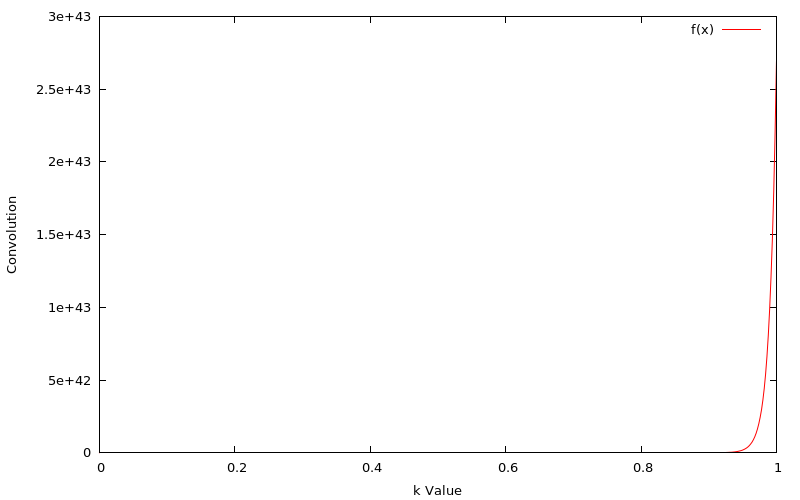 3e+43
f(x)
2.5e+43
2e+43
1.5e+43
Convolution
1e+43
5e+42
0
0 0.2 0.4 0.6 0.8 1
k Value